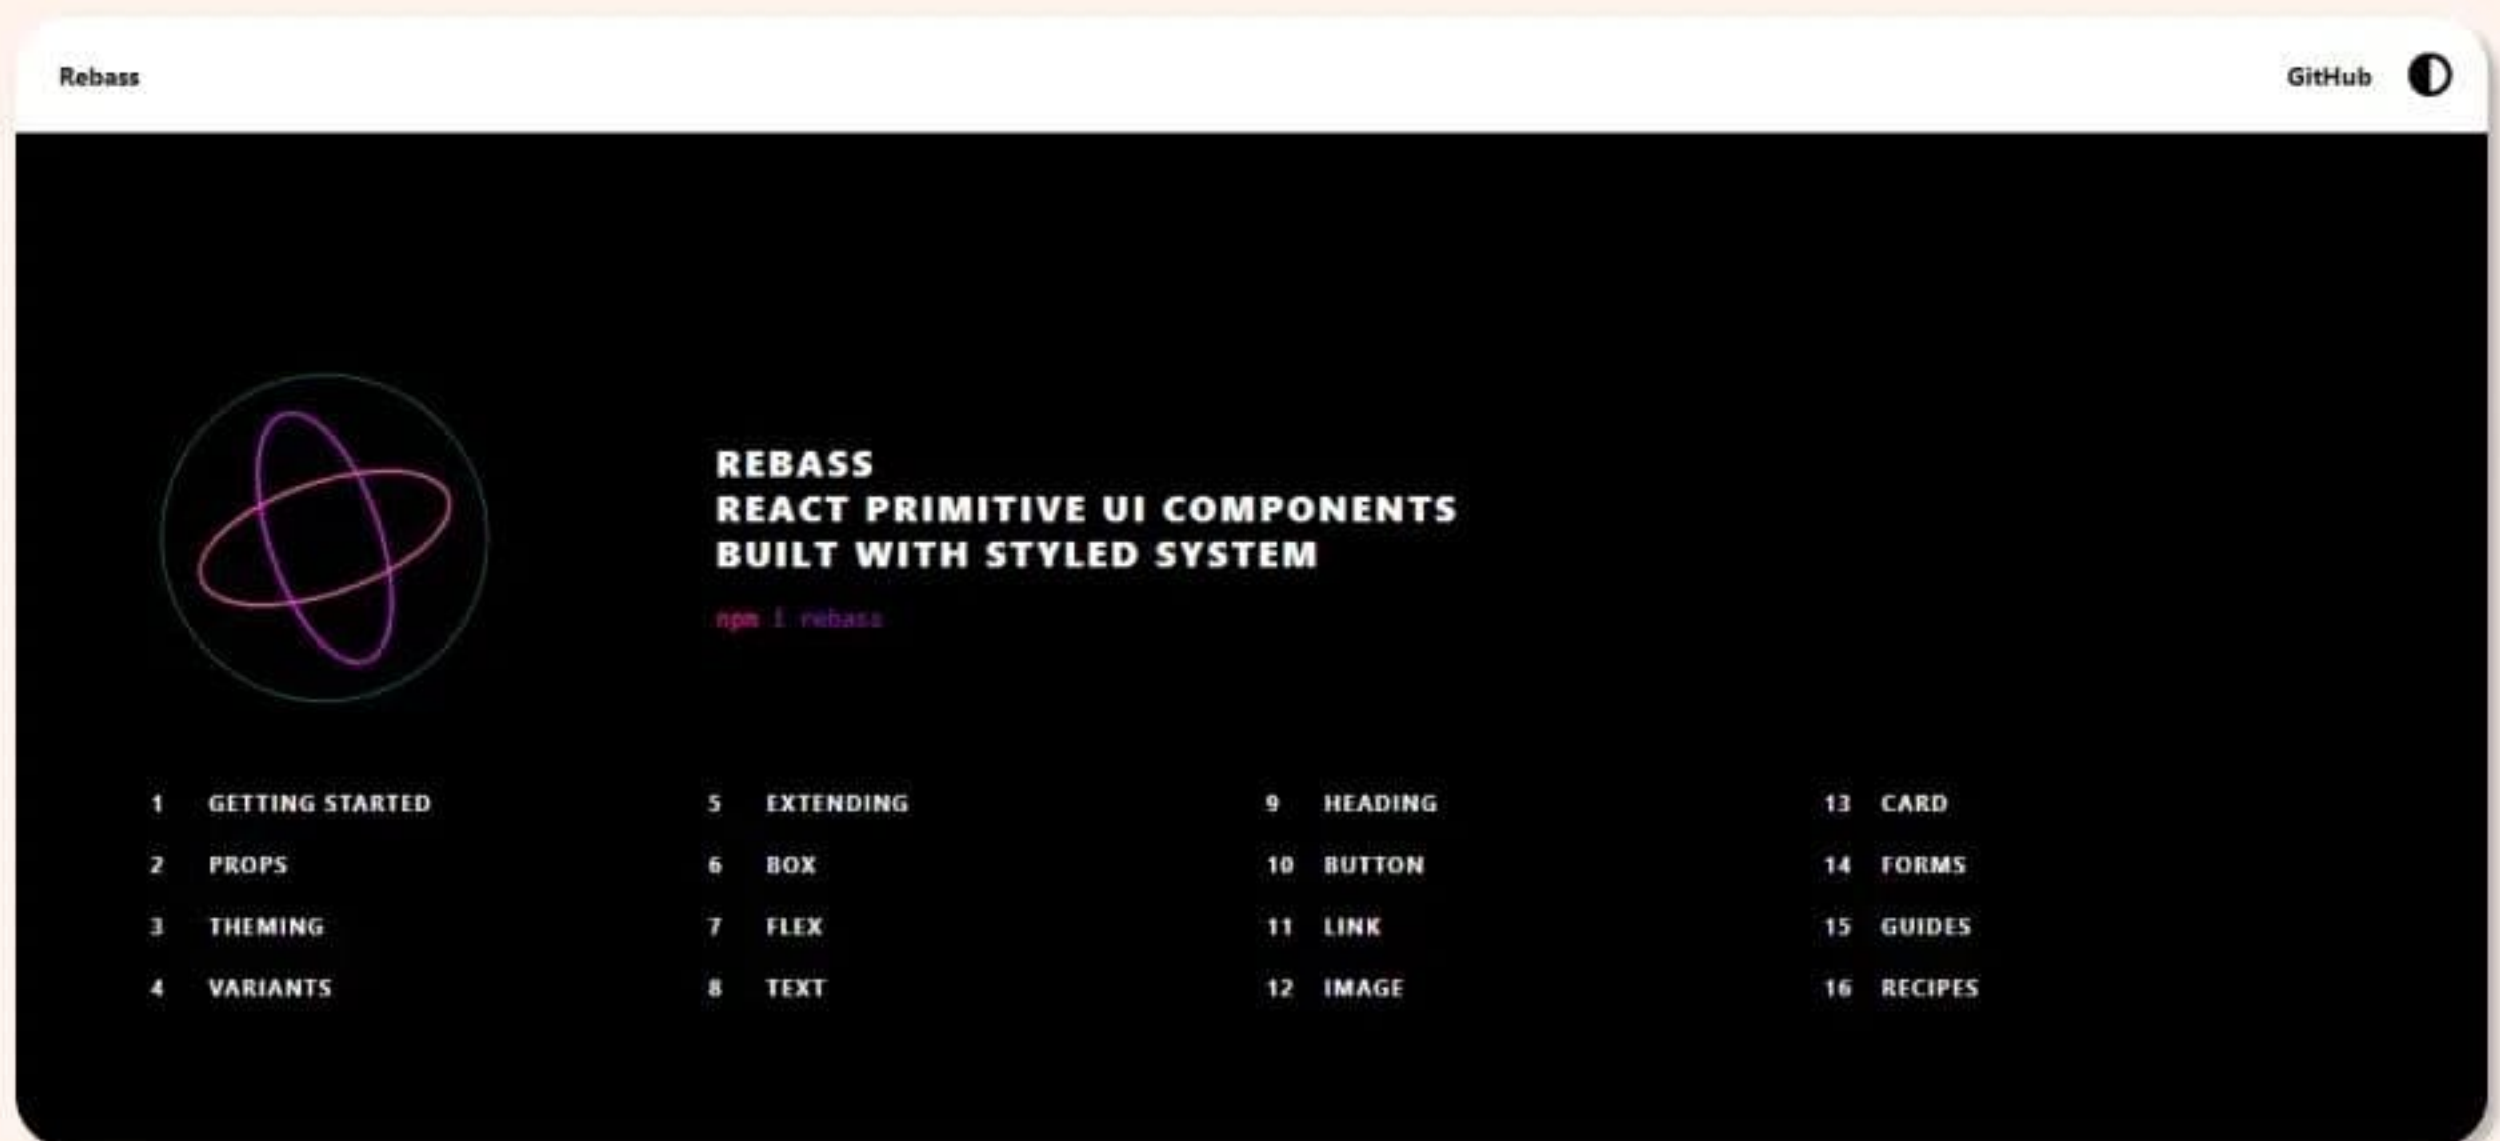 Rebass
GitHub
REBASS
REACT PRIMITIVE UI COMPONENTS
BUILT WITH STYLED SYSTEM
npm i rebass
1 GETTING STARTED
2 PROPS
3 THEMING
4 VARIANTS
5 EXTENDING
6 BOX
7 FLEX
8 TEXT
9 HEADING
10 BUTTON
11 LINK
12 IMAGE
13 CARD
14 FORMS
15 GUIDES
16 RECIPES